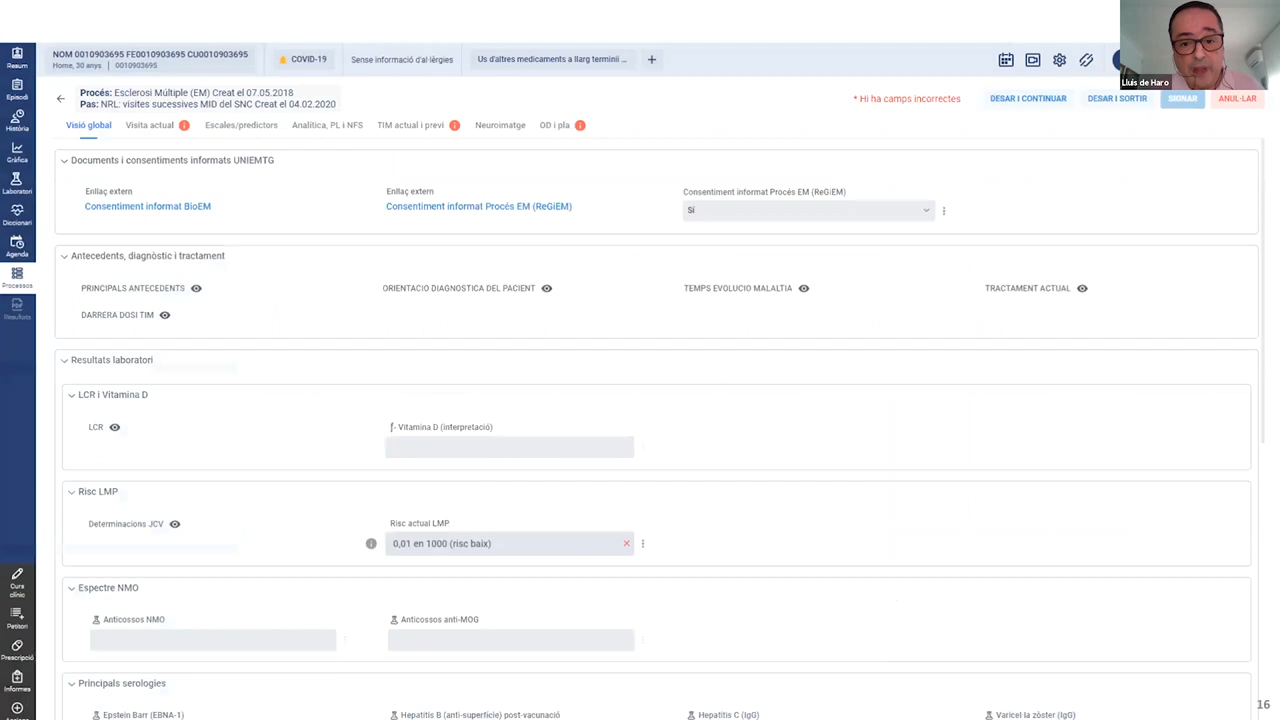 NOM 0010903695 FE0010903695 CU0010903695
Home, 30 anys | 0010903695
COVID-19
Sense informació d'al·lèrgies
Us d'altres medicaments a llarg termini ...
+
Lluis de Haro
Resum
Episodi
Història
Gràfica
Laboratori
Diccionari
Agenda
Processos
PDF
Resultats
Curs
clínic
Petitori
Prescripció
Informes
Procés: Esclerosi Múltiple (EM) Creat el 07.05.2018
Pas: NRL: visites sucessives MID del SNC Creat el 04.02.2020
* Hi ha camps incorrectes
DESAR I CONTINUAR
DESAR I SORTIR
SIGNAR
ANUL·LAR
Visió global
Visita actual
Escales/predictors
Analítica, PL i NFS
TIM actual i previ
Neuroimatge
OD i pla
Documents i consentiments informats UNIEMTG
Enllaç extern
Consentiment informat BioEM
Enllaç extern
Consentiment informat Procés EM (ReGiEM)
Consentiment informat Procés EM (ReGiEM)
Sí
Antecedents, diagnòstic i tractament
PRINCIPALS ANTECEDENTS
ORIENTACIO DIAGNOSTICA DEL PACIENT
TEMPS EVOLUCIO MALALTIA
TRACTAMENT ACTUAL
DARRERA DOSI TIM
Resultats laboratori
LCR i Vitamina D
LCR
ƒ- Vitamina D (interpretació)
Risc LMP
Determinacions JCV
Risc actual LMP
0,01 en 1000 (risc baix)
Espectre NMO
Anticossos NMO
Anticossos anti-MOG
Principals serologies
Epstein Barr (EBNA-1)
Hepatitis B (anti-superfície) post-vacunació
Hepatitis C (IgG)
Varicel·la zòster (IgG)
16